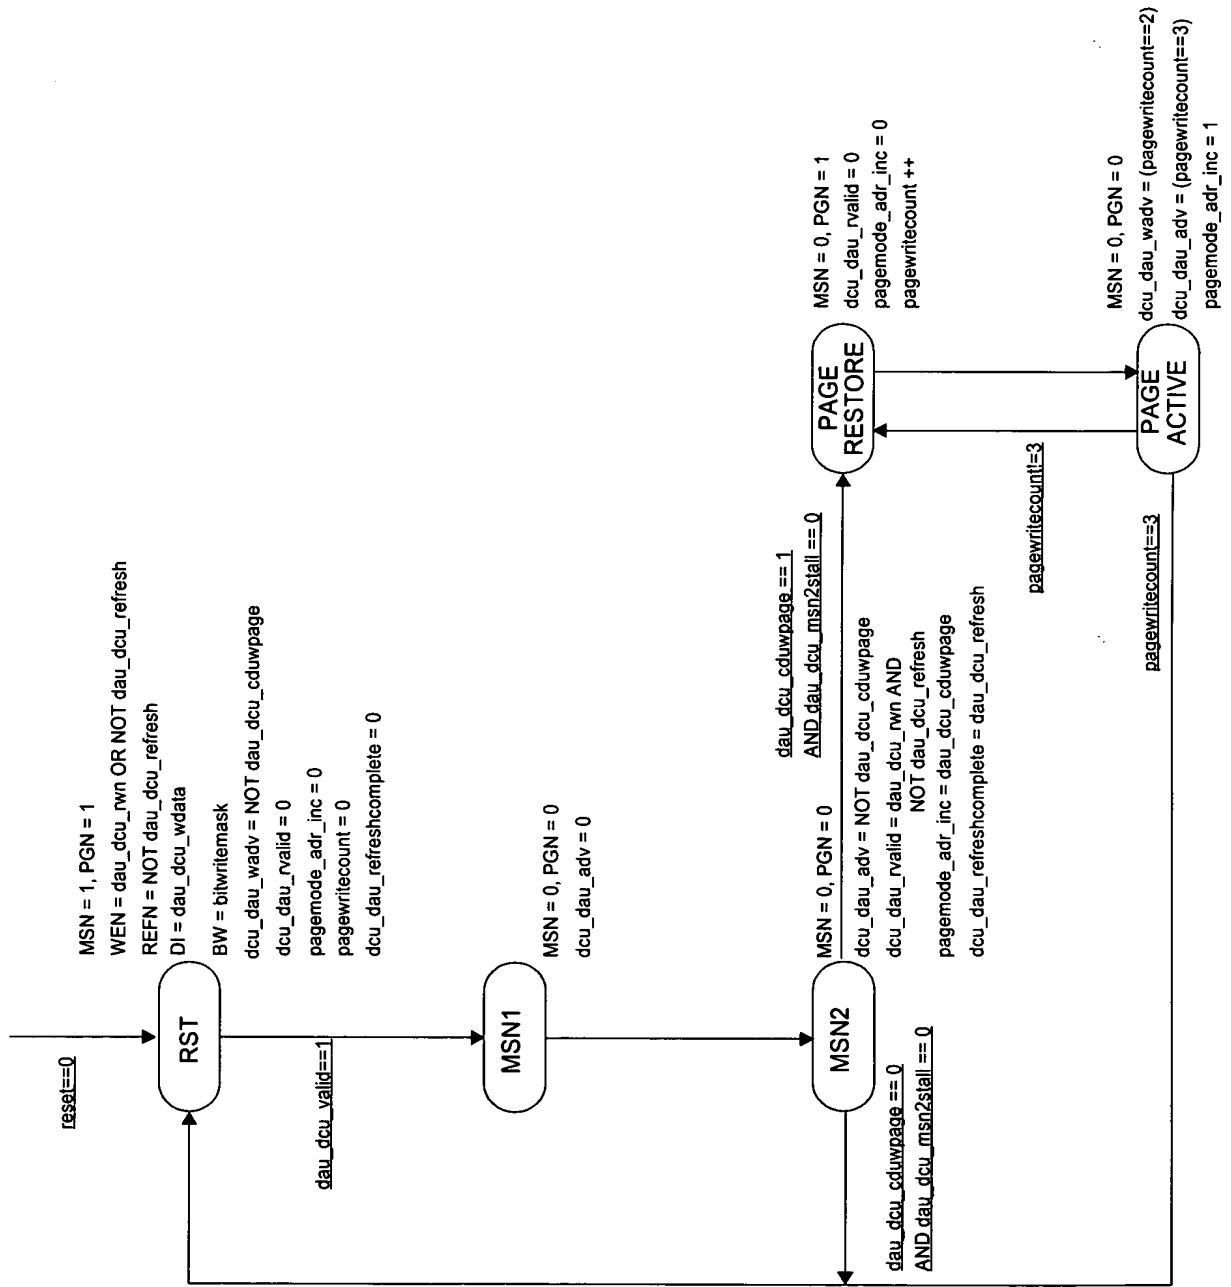 reset==0
RST
MSN = 1, PGN = 1
WEN = dau_dcu_rwn OR NOT dau_dcu_refresh
REFN = NOT dau_dcu_refresh
DI = dau_dcu_wdata
BW = bitwritemask
dcu_dau_wadv = NOT dau_dcu_cduwpage
dcu_dau_rvalid = 0
pagemode_adr_inc = 0
pagewritecount = 0
dcu_dau_refreshcomplete = 0
dau_dcu_valid==1
MSN1
MSN = 0, PGN = 0
dcu_dau_adv = 0
MSN2
MSN = 0, PGN = 0
dcu_dau_adv = NOT dau_dcu_cduwpage
dcu_dau_rvalid = dau_dcu_rwn AND
NOT dau_dcu_refresh
pagemode_adr_inc = dau_dcu_cduwpage
dcu_dau_refreshcomplete = dau_dcu_refresh
dau_dcu_cduwpage == 0
AND dau_dcu_msn2stall == 0
dau_dcu_cduwpage == 1
AND dau_dcu_msn2stall == 0
PAGE
RESTORE
MSN = 0, PGN = 1
dcu_dau_rvalid = 0
pagemode_adr_inc = 0
pagewritecount ++
pagewritecount!=3
pagewritecount==3
PAGE
ACTIVE
MSN = 0, PGN = 0
dcu_dau_wadv = (pagewritecount==2)
dcu_dau_adv = (pagewritecount==3)
pagemode_adr_inc = 1